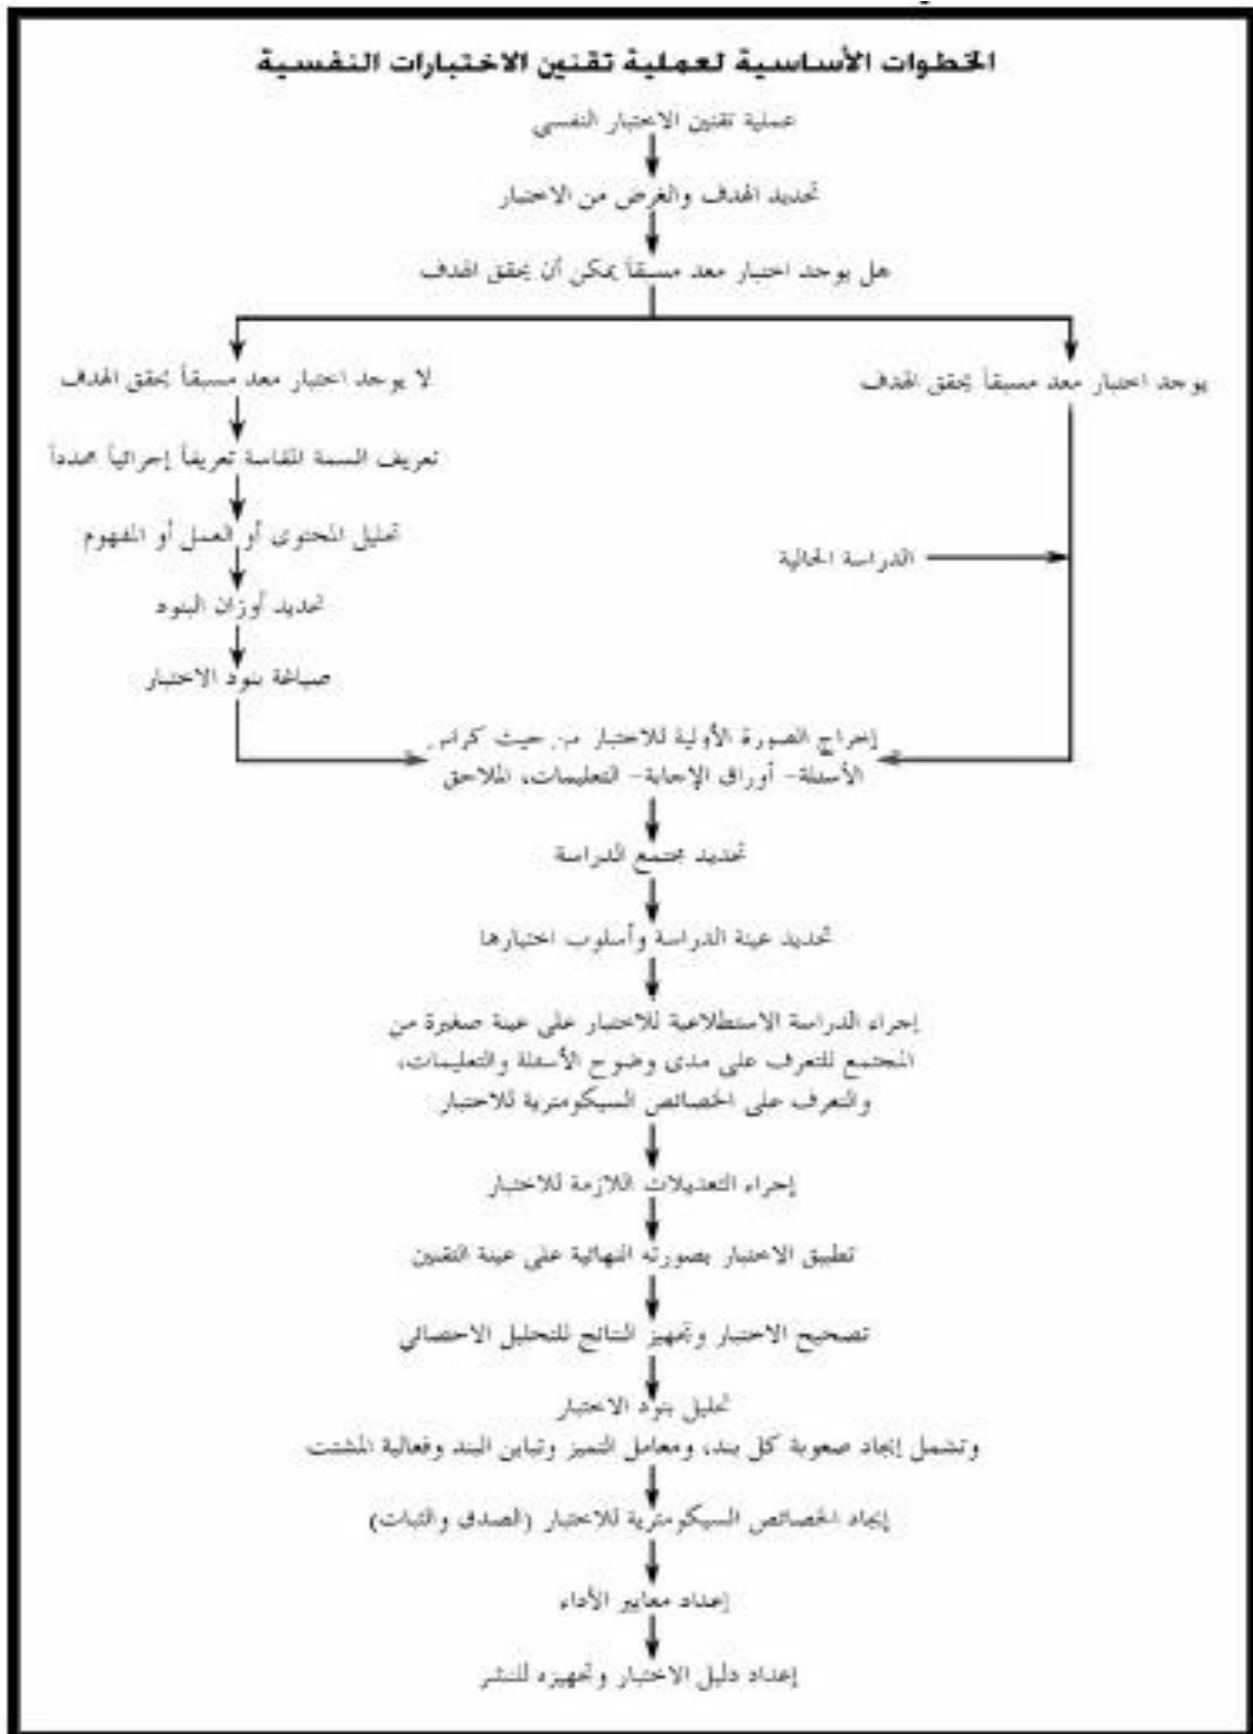 الخطوات الأساسية لعملية تقنين الاختبارات النفسية
عملية تقنين الاختبار النفسي
تحديد الهدف والغرض من الاختبار
هل يوجد اختبار معد مسبقاً يمكن أن يحقق الهدف
يوجد اختبار معد مسبقاً يحقق الهدف
الدراسة الحالية
لا يوجد اختبار معد مسبقاً يحقق الهدف
تعريف السمة المقاسة تعريفاً إجرائياً محدداً
تحليل المحتوى أو العمل أو المفهوم
تحديد أوزان البنود
صياغة بنود الاختبار
إخراج الصورة الأولية للاختبار من حيث
الأسئلة- أوراق الإجابة- التعليمات، الملاحق
تحديد مجتمع الدراسة
تحديد عينة الدراسة وأسلوب اختيارها
إجراء الدراسة الاستطلاعية للاختبار على عينة صغيرة من
المجتمع للتعرف على مدى وضوح الأسئلة والتعليمات،
والتعرف على الخصائص السيكومترية للاختبار
إجراء التعديلات اللازمة للاختبار
تطبيق الاختبار بصورته النهائية على عينة التقنين
تصحيح الاختبار وتجهيز النتائج للتحليل الاحصائي
تحليل بنود الاختبار
وتشمل إيجاد صعوبة كل بند، ومعامل التميز وتباين البند وفعالية المشتت
إيجاد الخصائص السيكومترية للاختبار (الصدق والثبات)
إعداد معايير الأداء
إعداد دليل الاختبار وتجهيزه للنشر